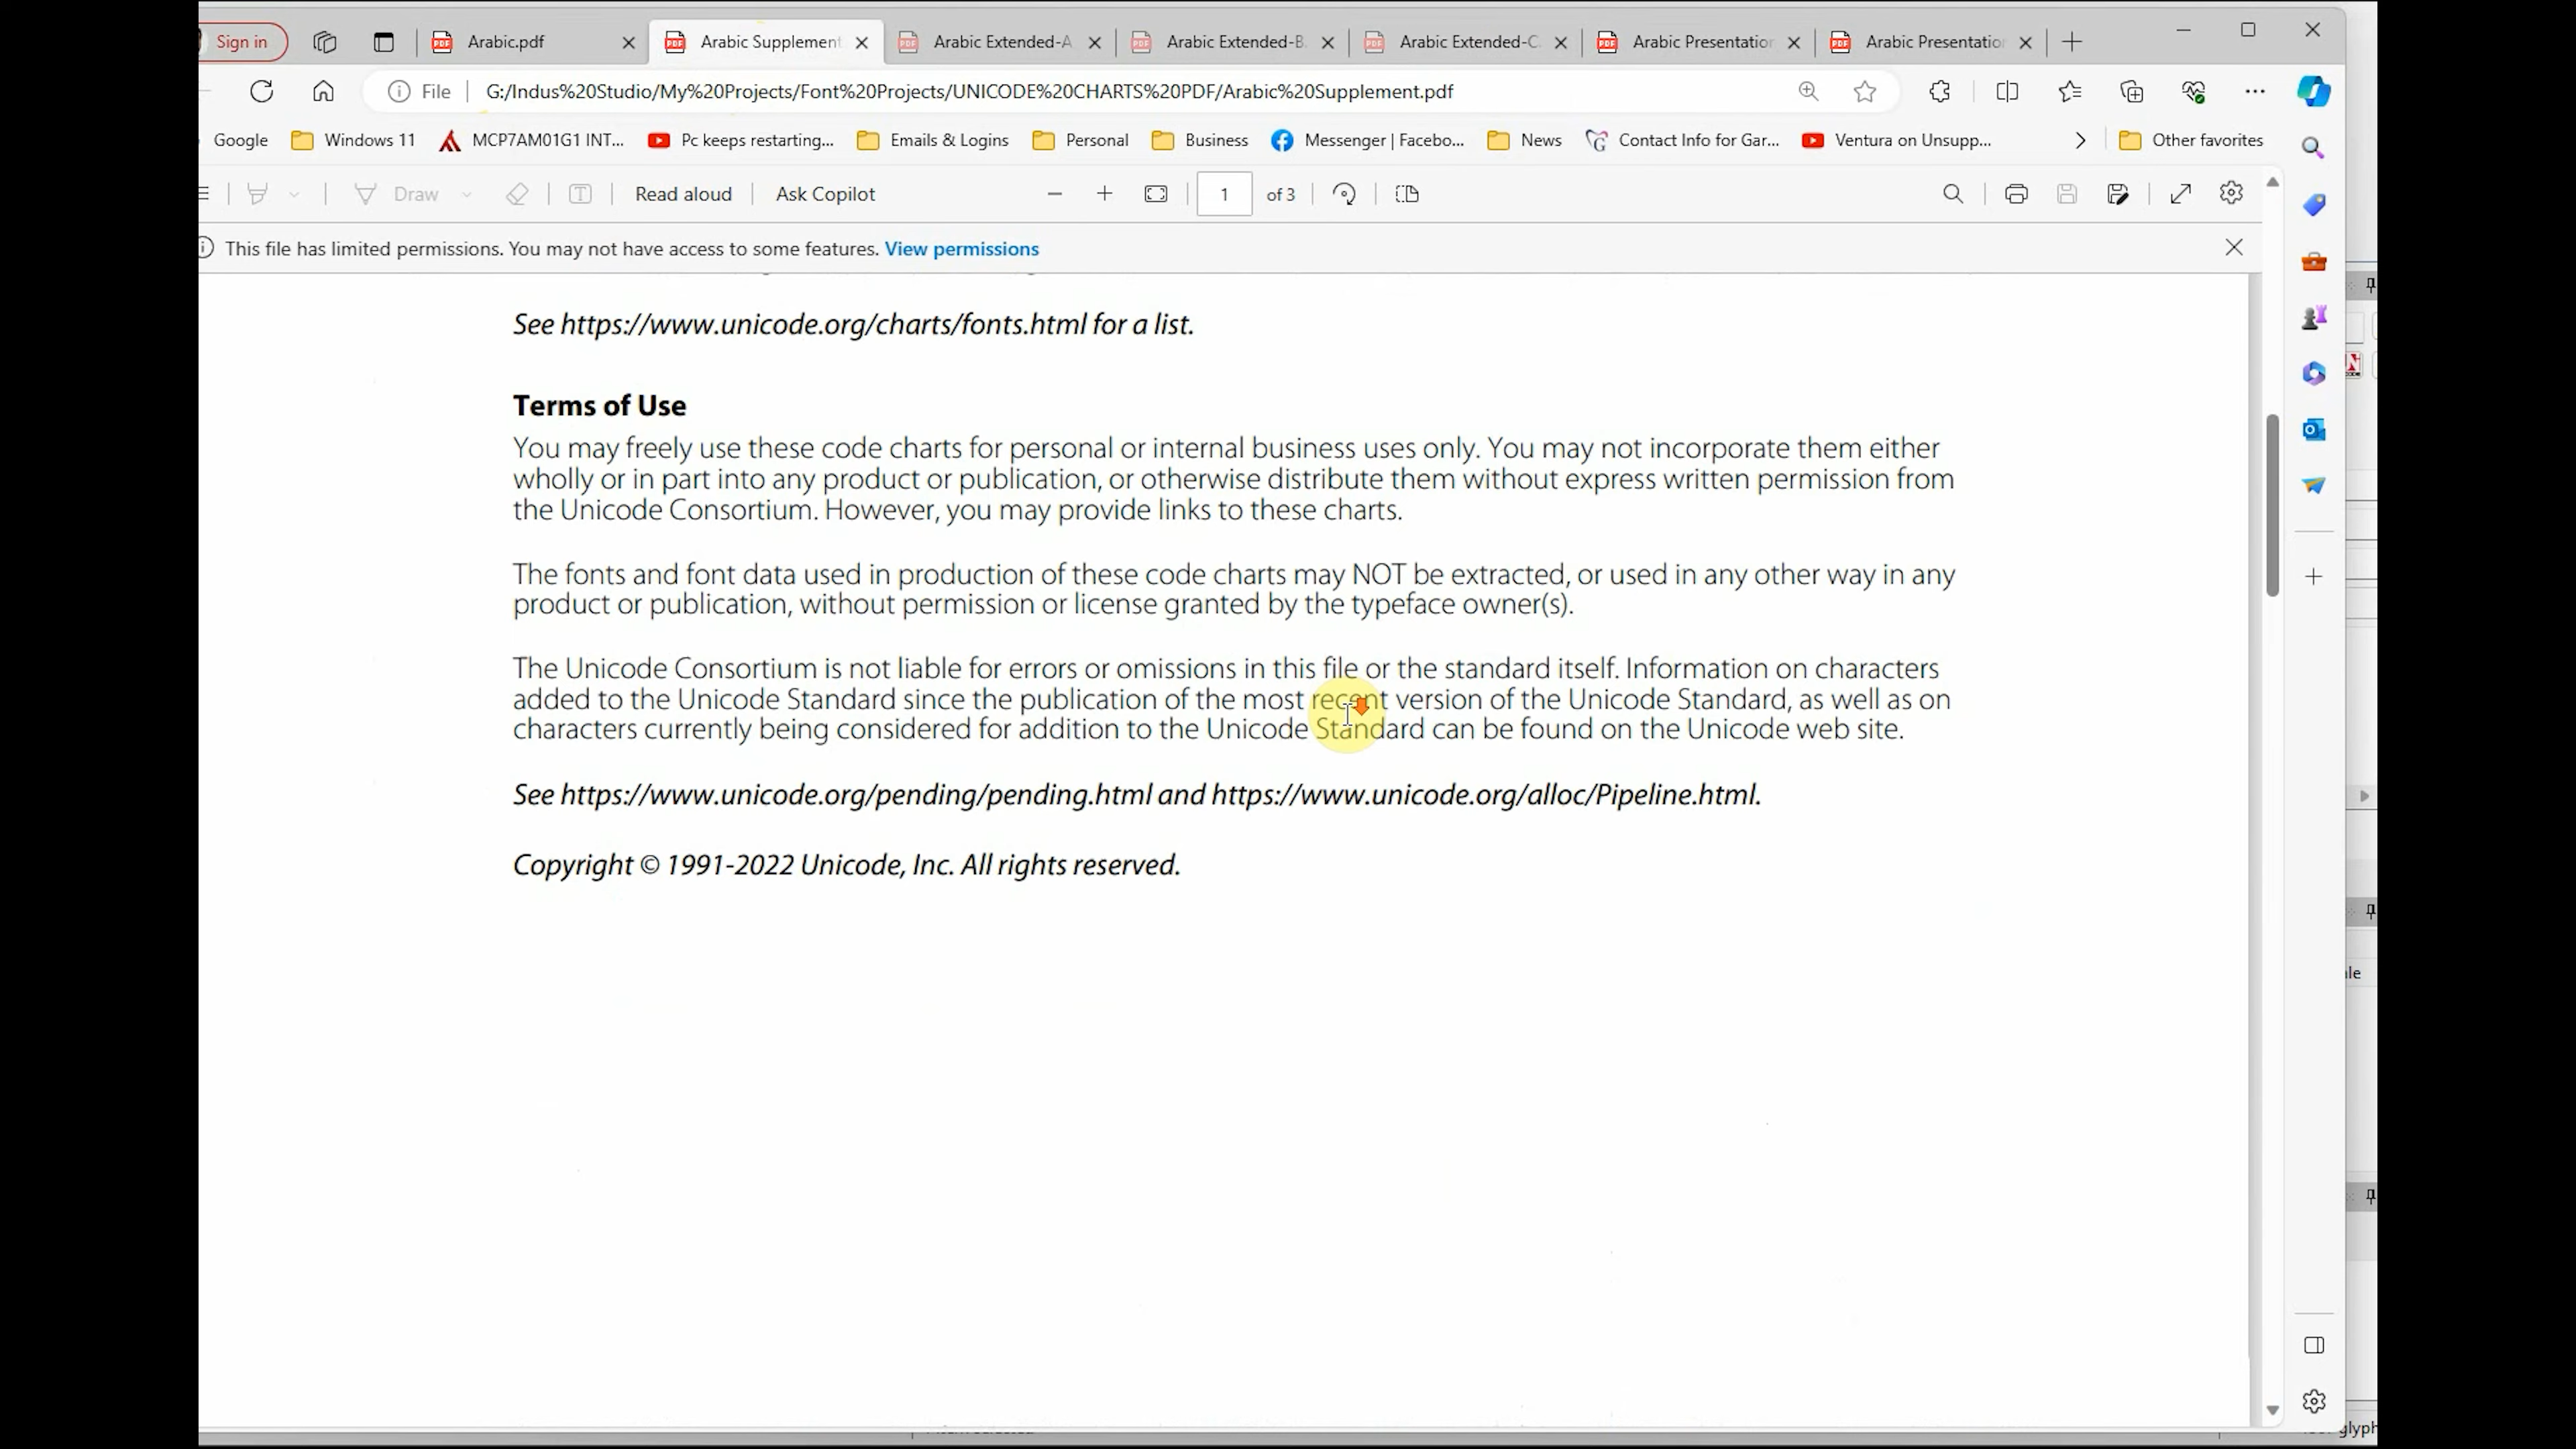 Sign in
Arabic.pdf
Arabic Supplement
Arabic Extended-A
Arabic Extended-B.
Arabic Extended-C.
Arabic Presentation
Arabic Presentation
File
G:/Indus%20Studio/My%20Projects/Font%20Projects/UNICODE%20CHARTS%20PDF/Arabic%20Supplement.pdf
Google
Windows 11
MCP7AM01G1 INT...
Pc keeps restarting...
Emails & Logins
Personal
Business
Messenger | Facebo...
News
Contact Info for Gar...
Ventura on Unsupp...
Other favorites
Draw
Read aloud
Ask Copilot
1
of 3
This file has limited permissions. You may not have access to some features. View permissions
See https://www.unicode.org/charts/fonts.html for a list.
Terms of Use
You may freely use these code charts for personal or internal business uses only. You may not incorporate them either
wholly or in part into any product or publication, or otherwise distribute them without express written permission from
the Unicode Consortium. However, you may provide links to these charts.
The fonts and font data used in production of these code charts may NOT be extracted, or used in any other way in any
product or publication, without permission or license granted by the typeface owner(s).
The Unicode Consortium is not liable for errors or omissions in this file or the standard itself. Information on characters
added to the Unicode Standard since the publication of the most recent version of the Unicode Standard, as well as on
characters currently being considered for addition to the Unicode Standard can be found on the Unicode web site.
See https://www.unicode.org/pending/pending.html and https://www.unicode.org/alloc/Pipeline.html.
Copyright © 1991-2022 Unicode, Inc. All rights reserved.